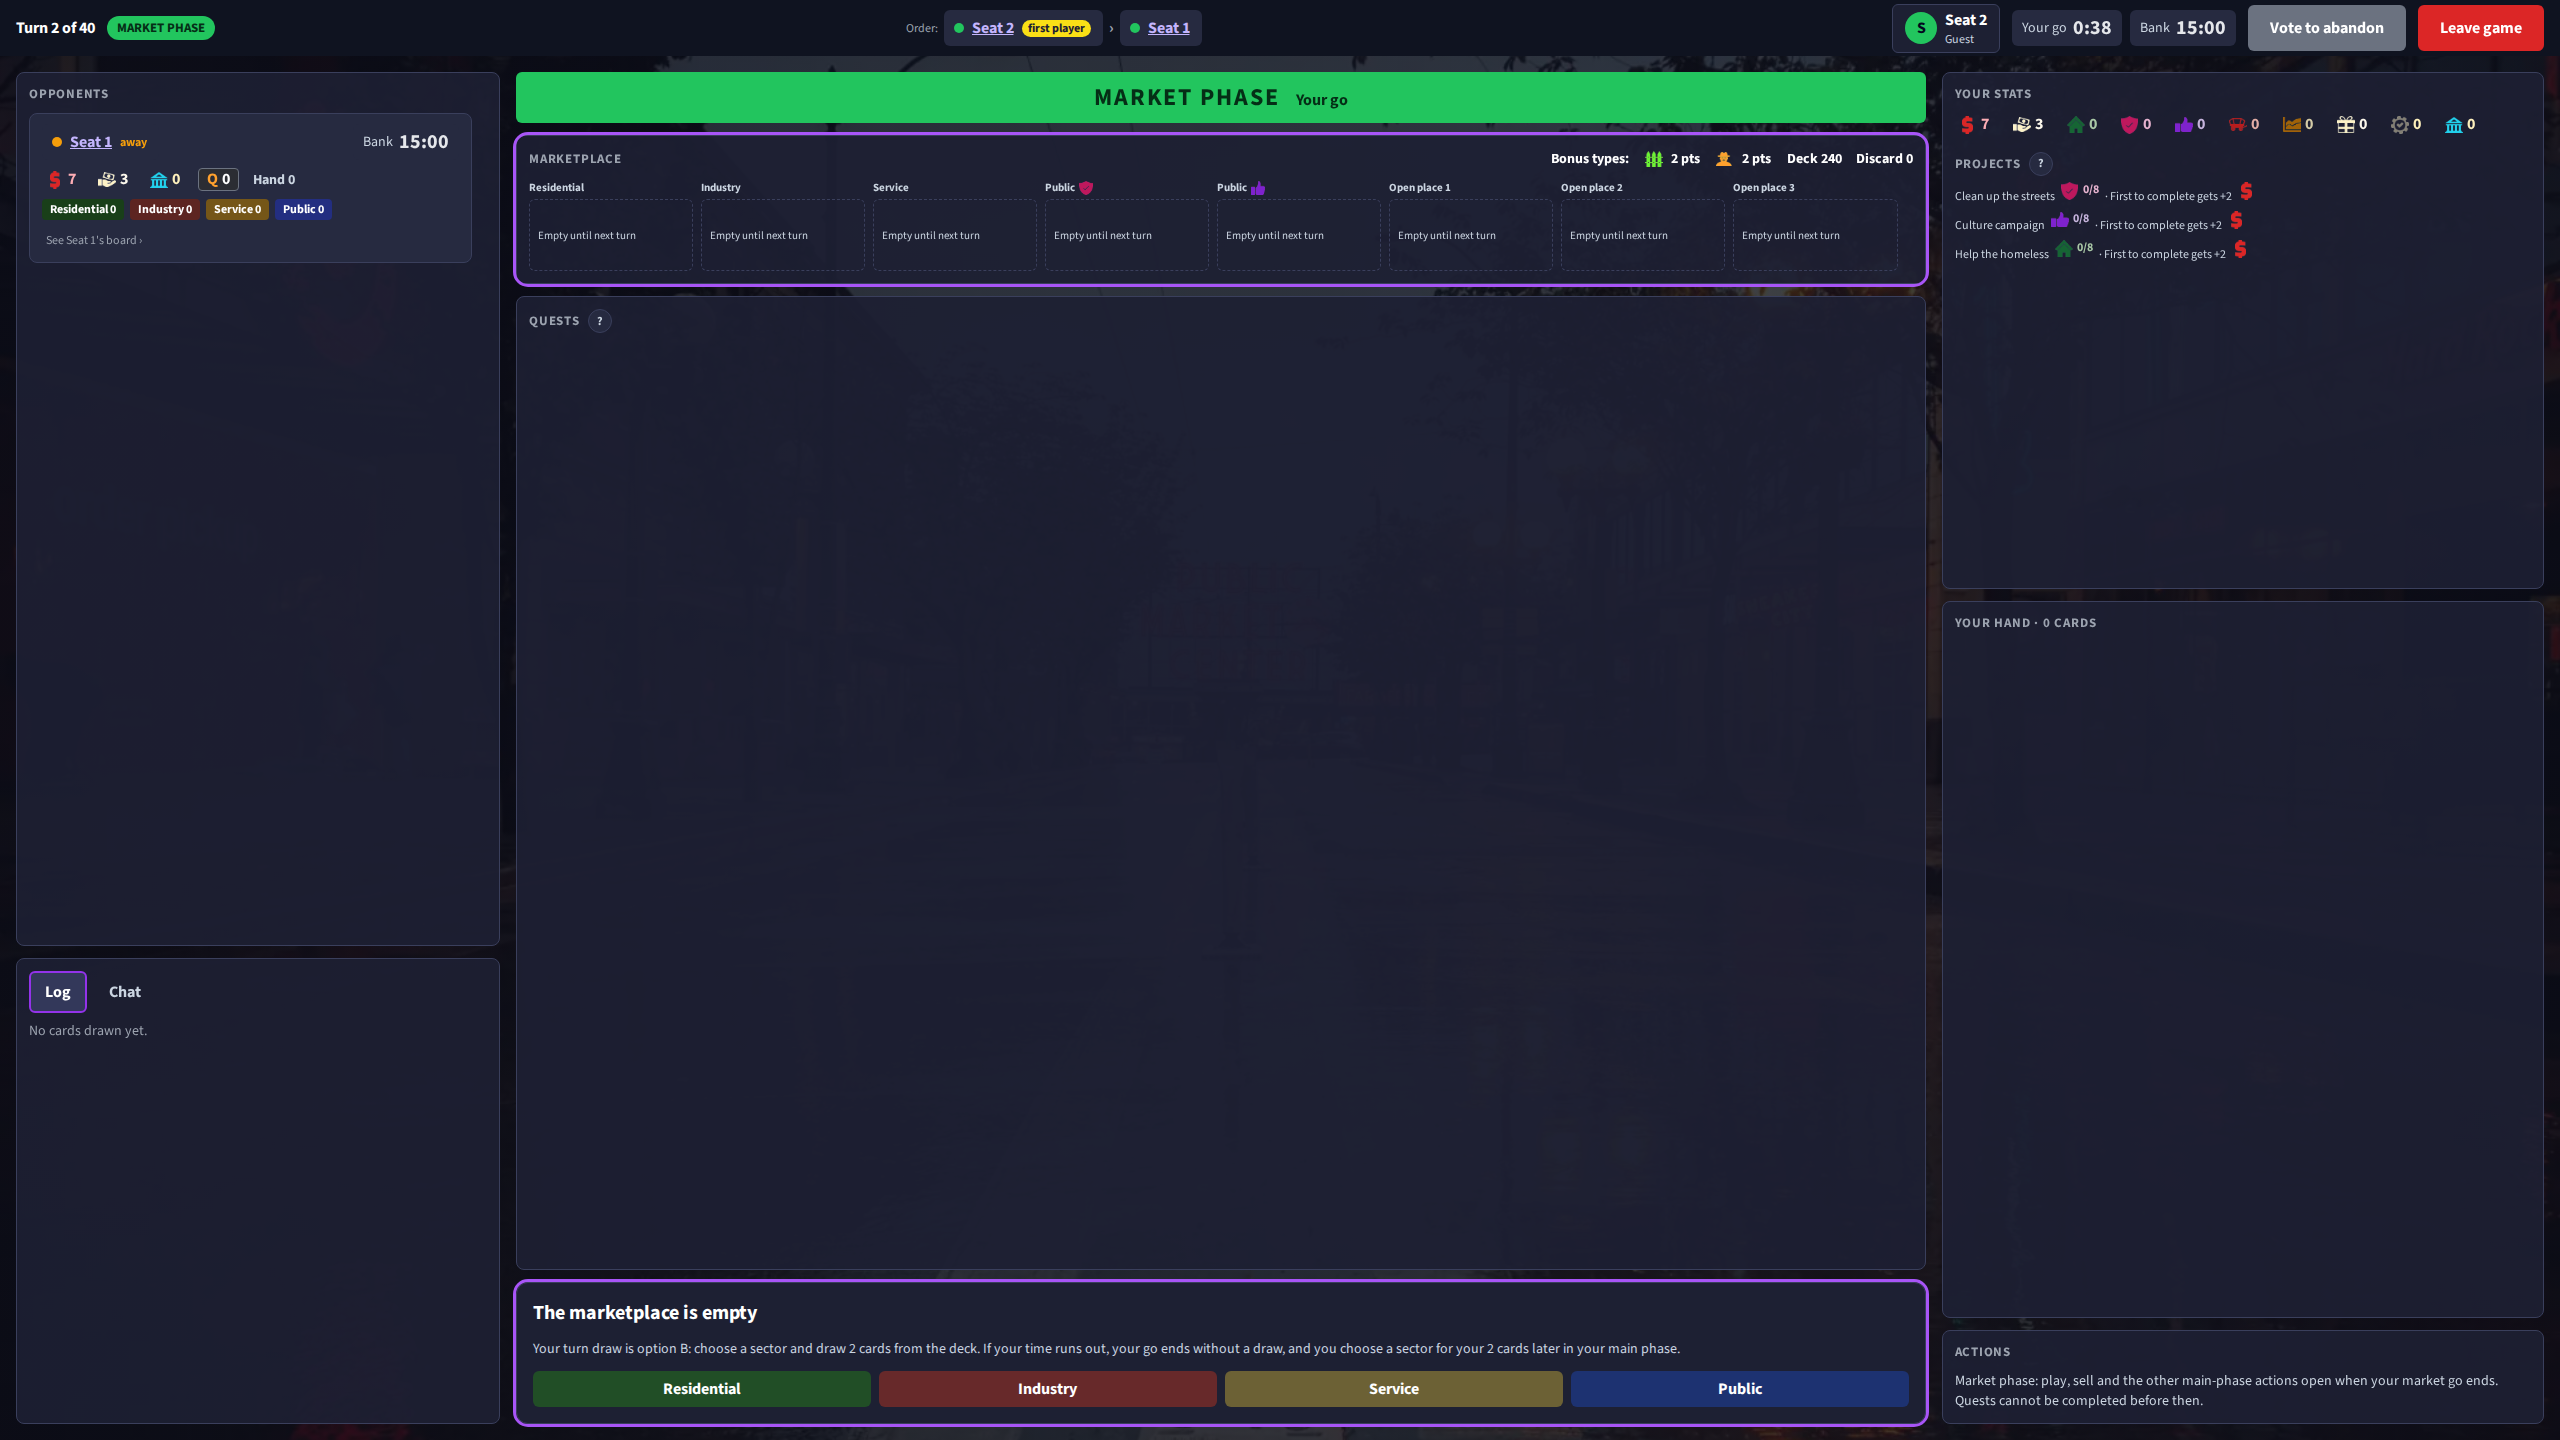 Turn 2 of 40 MARKET PHASE Order: Seat 2 first player › Seat 1 S Seat 2 Guest Your go 0:38 Bank 15:00 Vote to abandon Leave game
OPPONENTS
Seat 1 away Bank 15:00
$ 7 3 0 Q 0 Hand 0
Residential 0 Industry 0 Service 0 Public 0
See Seat 1's board ›
Log Chat
No cards drawn yet.
MARKET PHASE Your go
MARKETPLACE Bonus types: 2 pts 2 pts Deck 240 Discard 0
Residential Industry Service Public Public Open place 1 Open place 2 Open place 3
Empty until next turn Empty until next turn Empty until next turn Empty until next turn Empty until next turn Empty until next turn Empty until next turn Empty until next turn
QUESTS ?
The marketplace is empty
Your turn draw is option B: choose a sector and draw 2 cards from the deck. If your time runs out, your go ends without a draw, and you choose a sector for your 2 cards later in your main phase.
Residential Industry Service Public
YOUR STATS
$ 7 3 0 0 0 0 0 0 0 0
PROJECTS ?
Clean up the streets 0/8 · First to complete gets +2 $
Culture campaign 0/8 · First to complete gets +2 $
Help the homeless 0/8 · First to complete gets +2 $
YOUR HAND · 0 CARDS
ACTIONS
Market phase: play, sell and the other main-phase actions open when your market go ends.
Quests cannot be completed before then.